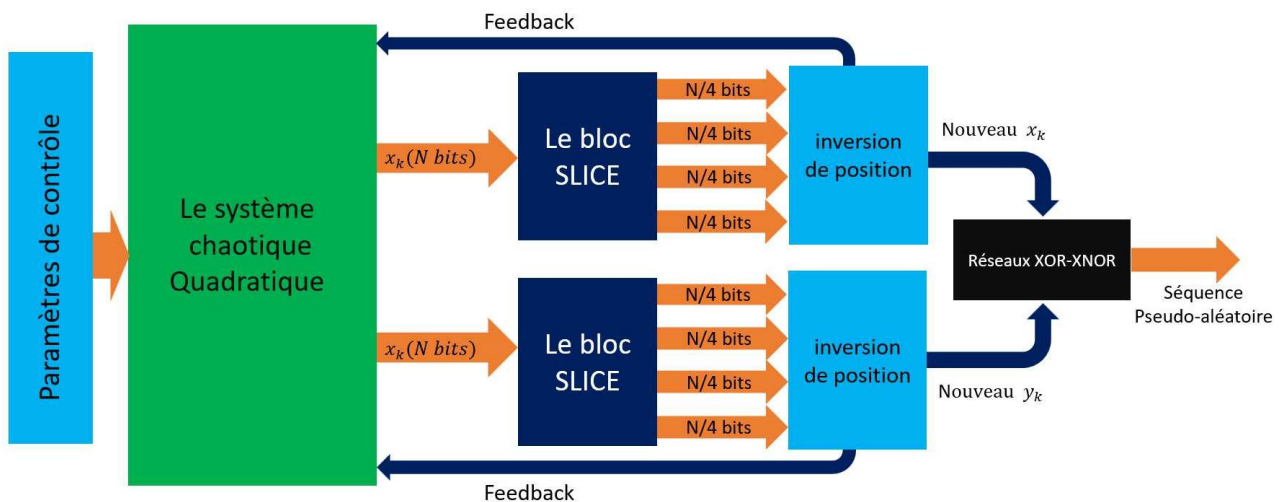 Feedback
Paramètres de contrôle
Le système
chaotique
Quadratique
x_k(N bits)
Le bloc
SLICE
N/4 bits
N/4 bits
N/4 bits
N/4 bits
inversion
de position
Nouveau x_k
Réseaux XOR-XNOR
Séquence
Pseudo-aléatoire
x_k(N bits)
Le bloc
SLICE
N/4 bits
N/4 bits
N/4 bits
N/4 bits
inversion
de position
Nouveau y_k
Feedback